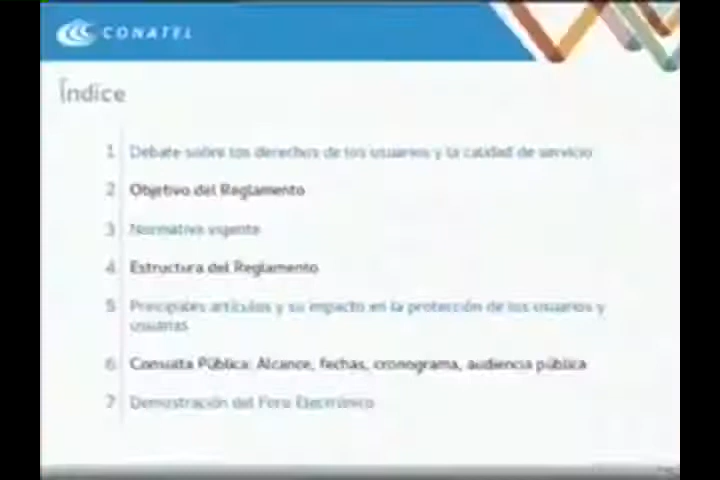 CONATEL
Índice
1 Debate sobre los derechos de los usuarios y la calidad de servicio
2 Objetivo del Reglamento
3 Normativa vigente
4 Estructura del Reglamento
5 Principales artículos y su impacto en la protección de los usuarios y
usuarias
6 Consulta Pública: Alcance, fechas, cronograma, audiencia pública
7 Demostración del Foro Electrónico